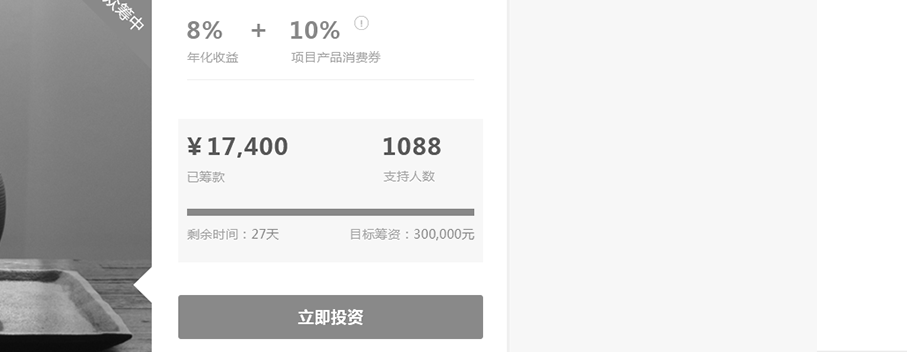 众筹中
8% + 10%
年化收益 项目产品消费券
¥17,400 1088
已筹款 支持人数
剩余时间：27天 目标筹资：300,000元
立即投资